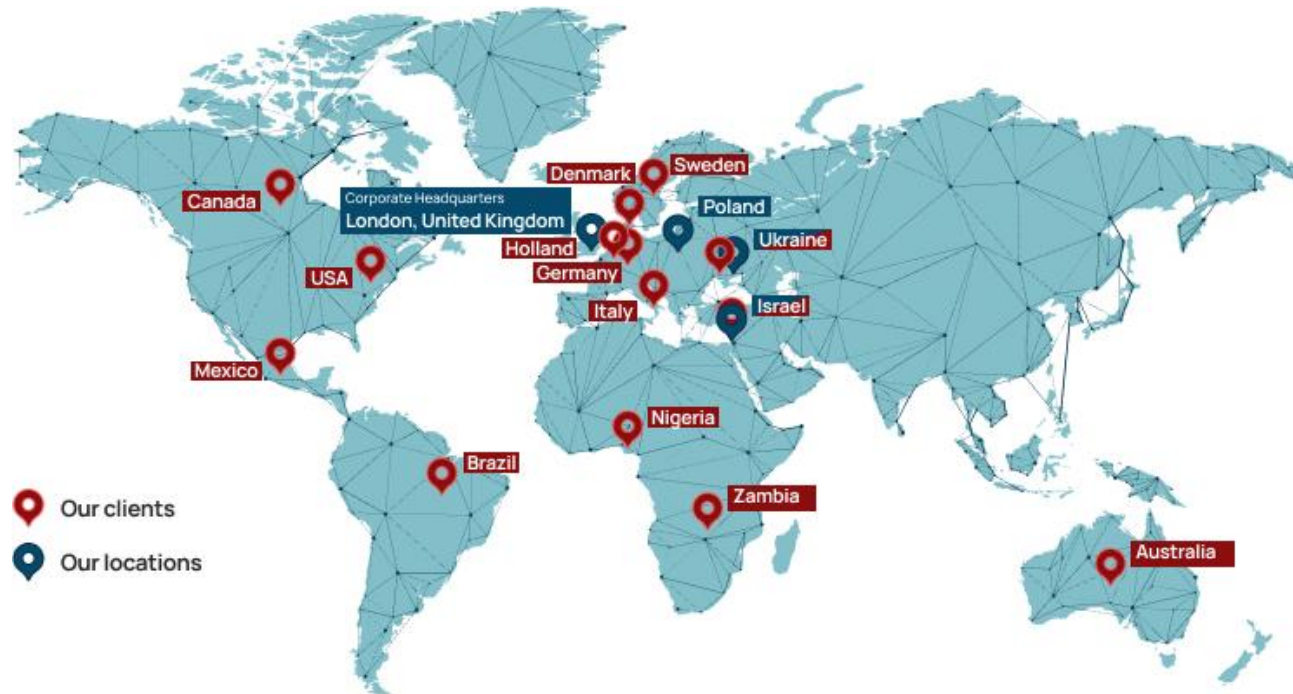 Denmark
Sweden
Canada
Corporate Headquarters
London, United Kingdom
Poland
Holland
Ukraine
Germany
USA
Italy
Israel
Mexico
Nigeria
Brazil
Zambia
Our clients
Australia
Our locations